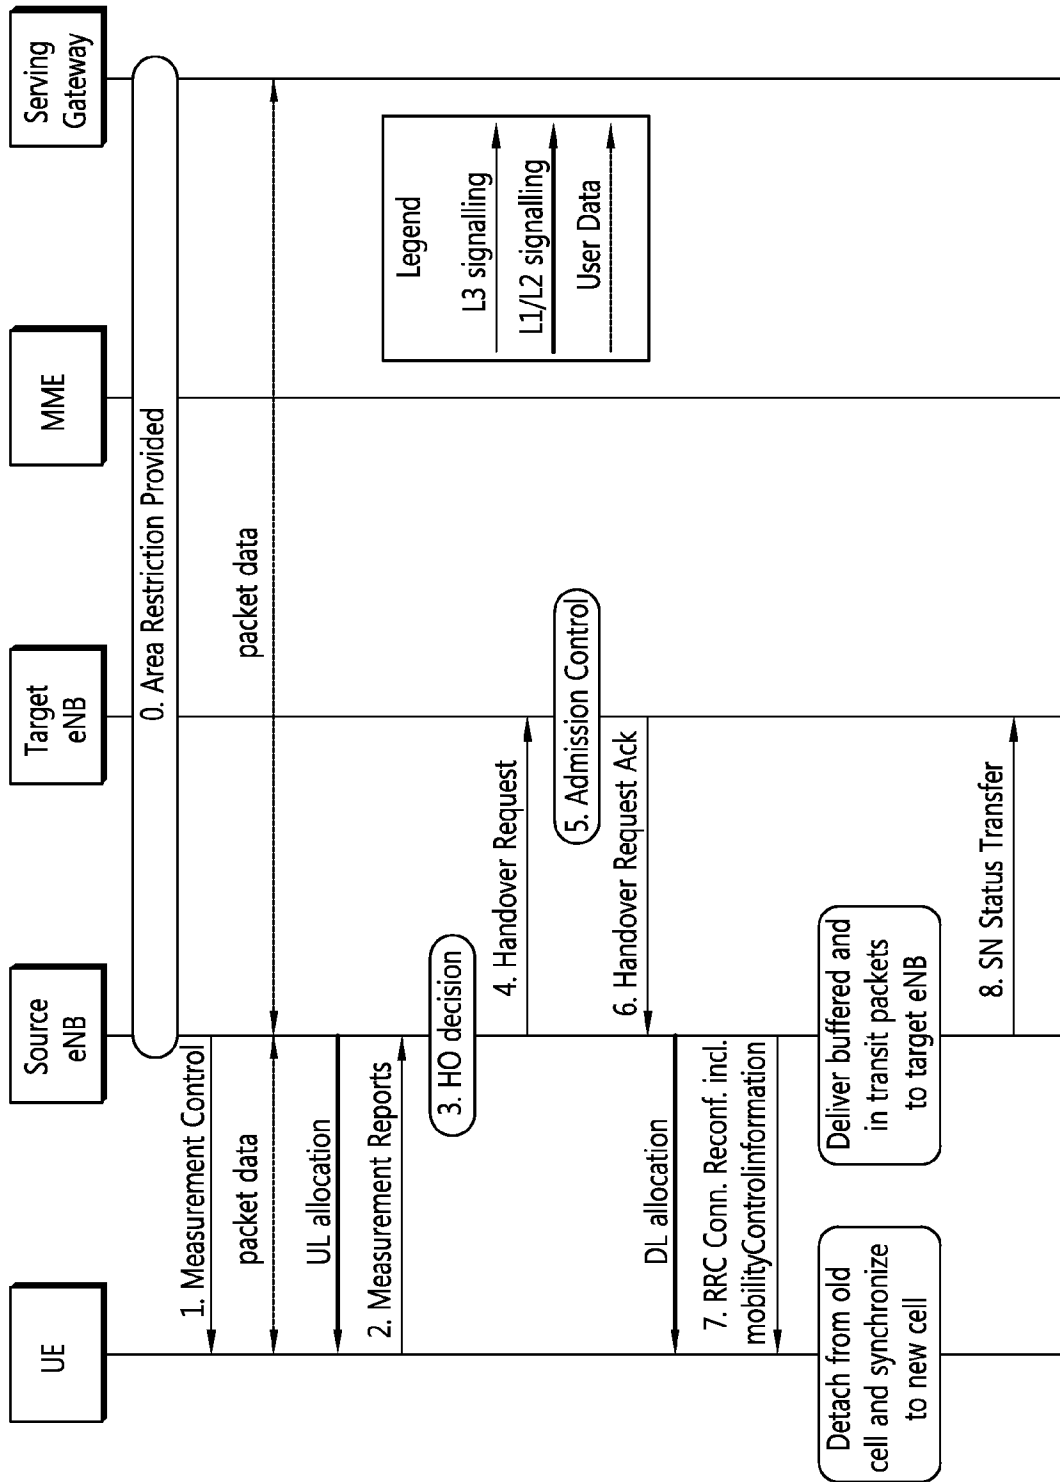 UE
Source
eNB
Target
eNB
MME
Serving
Gateway
0. Area Restriction Provided
1. Measurement Control
packet data
packet data
UL allocation
2. Measurement Reports
3. HO decision
4. Handover Request
5. Admission Control
6. Handover Request Ack
DL allocation
7. RRC Conn. Reconf. incl.
mobilityControlinformation
Detach from old
cell and synchronize
to new cell
Deliver buffered and
in transit packets
to target eNB
8. SN Status Transfer
Legend
L3 signalling
L1/L2 signalling
User Data